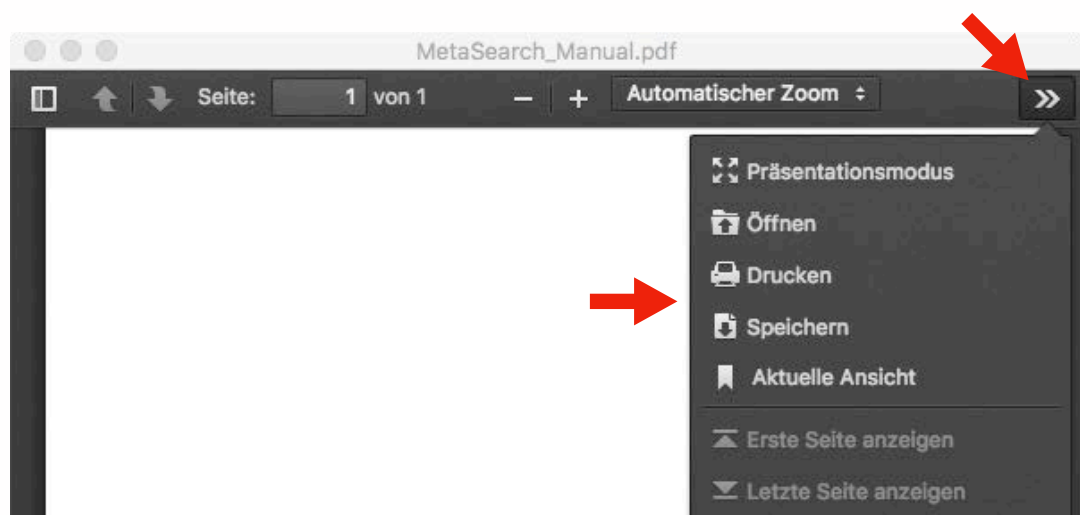 MetaSearch_Manual.pdf
Seite: 1 von 1 − + Automatischer Zoom
Präsentationsmodus
Öffnen
Drucken
Speichern
Aktuelle Ansicht
Erste Seite anzeigen
Letzte Seite anzeigen